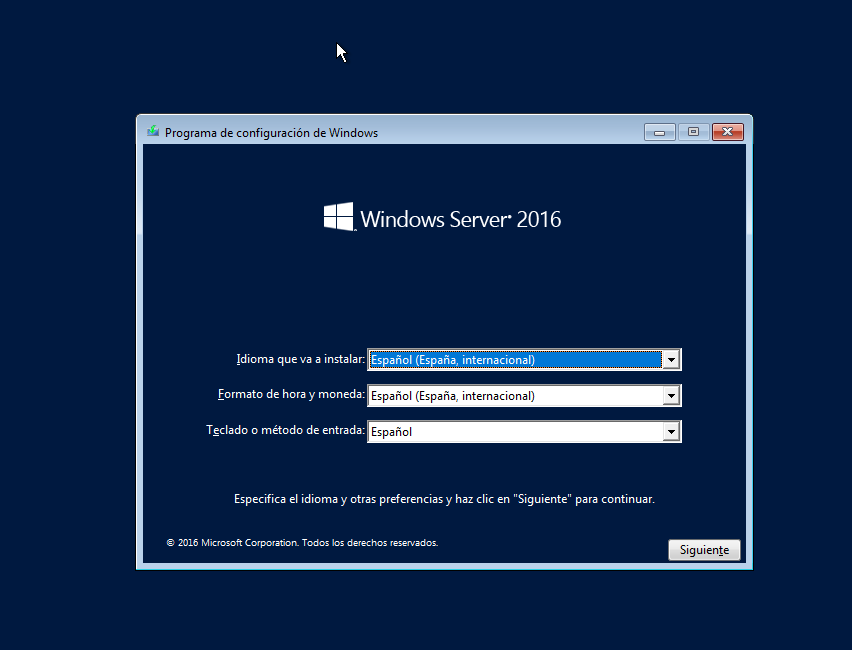 Programa de configuración de Windows
Windows Server® 2016
Idioma que va a instalar: Español (España, internacional)
Formato de hora y moneda: Español (España, internacional)
Teclado o método de entrada: Español
Especifica el idioma y otras preferencias y haz clic en "Siguiente" para continuar.
© 2016 Microsoft Corporation. Todos los derechos reservados.
Siguiente